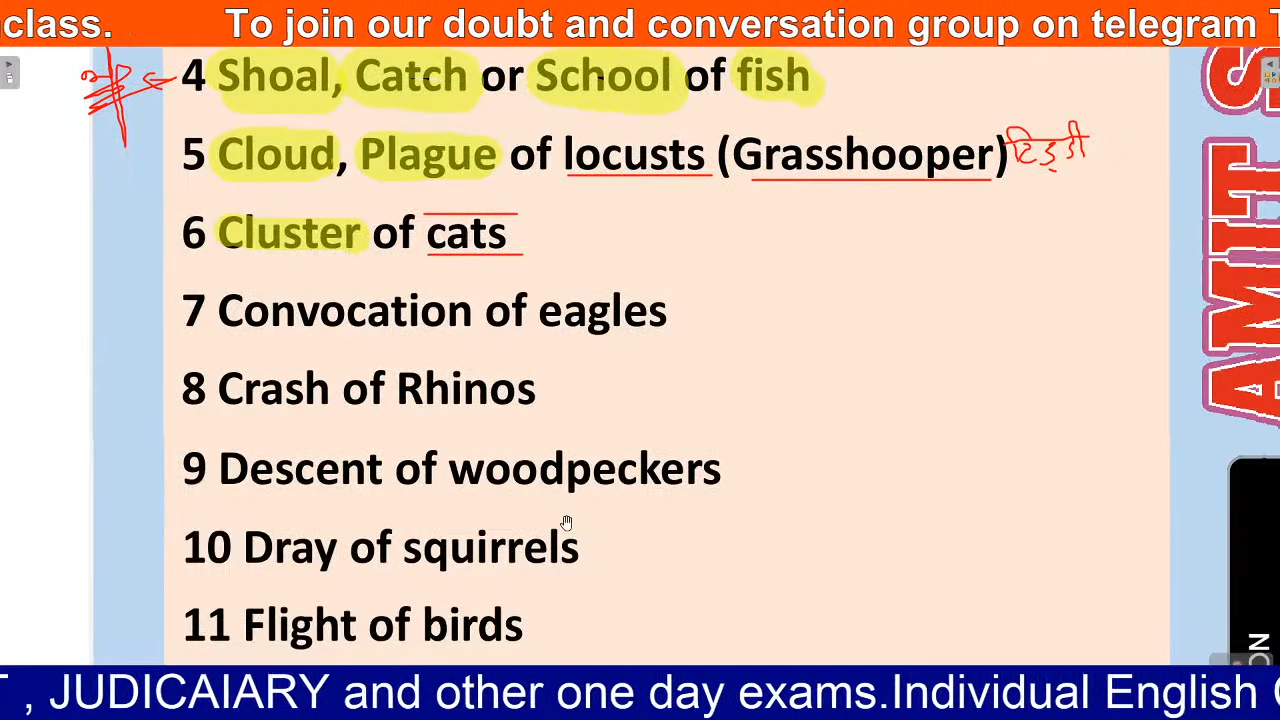 class. To join our doubt and conversation group on telegram T
4 Shoal, Catch or School of fish
5 Cloud, Plague of locusts (Grasshooper) टिड्डी
6 Cluster of cats
7 Convocation of eagles
8 Crash of Rhinos
9 Descent of woodpeckers
10 Dray of squirrels
11 Flight of birds
AMIT S
ON
T , JUDICAIARY and other one day exams.Individual English C